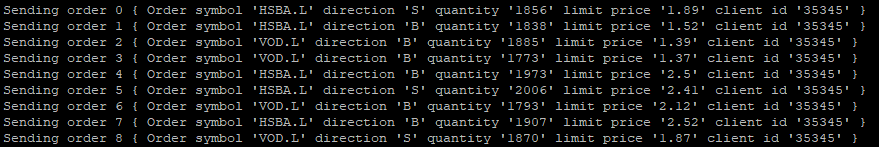 Sending order 0 { Order symbol 'HSBA.L' direction 'S' quantity '1856' limit price '1.89' client id '35345' }
Sending order 1 { Order symbol 'HSBA.L' direction 'B' quantity '1838' limit price '1.52' client id '35345' }
Sending order 2 { Order symbol 'VOD.L' direction 'B' quantity '1885' limit price '1.39' client id '35345' }
Sending order 3 { Order symbol 'VOD.L' direction 'B' quantity '1773' limit price '1.37' client id '35345' }
Sending order 4 { Order symbol 'HSBA.L' direction 'B' quantity '1973' limit price '2.5' client id '35345' }
Sending order 5 { Order symbol 'HSBA.L' direction 'S' quantity '2006' limit price '2.41' client id '35345' }
Sending order 6 { Order symbol 'VOD.L' direction 'B' quantity '1793' limit price '2.12' client id '35345' }
Sending order 7 { Order symbol 'HSBA.L' direction 'B' quantity '1907' limit price '2.52' client id '35345' }
Sending order 8 { Order symbol 'VOD.L' direction 'S' quantity '1870' limit price '1.87' client id '35345' }